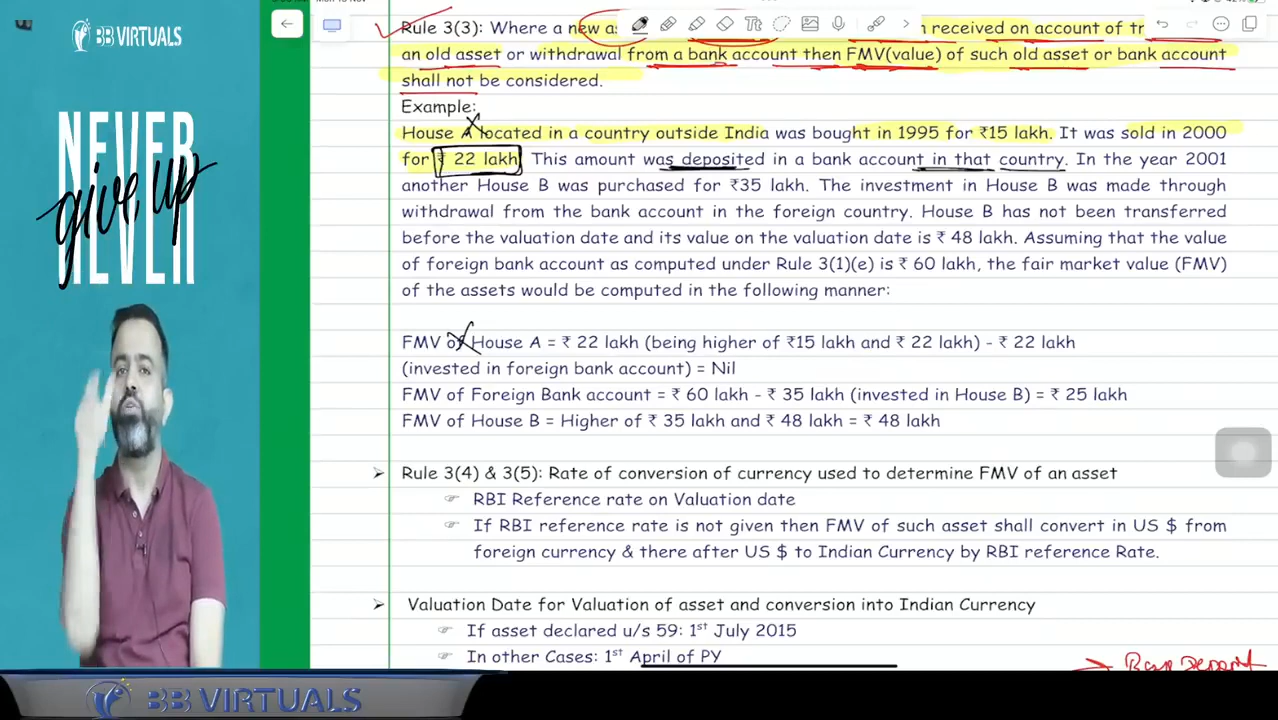 BB VIRTUALS
NEVER
give up
NEVER
Rule 3(3): Where a new received on account of
an old asset or withdrawal from a bank account then FMV(value) of such old asset or bank account
shall not be considered.
Example:
House A located in a country outside India was bought in 1995 for ₹15 lakh. It was sold in 2000
for ₹ 22 lakh. This amount was deposited in a bank account in that country. In the year 2001
another House B was purchased for ₹35 lakh. The investment in House B was made through
withdrawal from the bank account in the foreign country. House B has not been transferred
before the valuation date and its value on the valuation date is ₹ 48 lakh. Assuming that the value
of foreign bank account as computed under Rule 3(1)(e) is ₹ 60 lakh, the fair market value (FMV)
of the assets would be computed in the following manner:
FMV of House A = ₹ 22 lakh (being higher of ₹15 lakh and ₹ 22 lakh) - ₹ 22 lakh
(invested in foreign bank account) = Nil
FMV of Foreign Bank account = ₹ 60 lakh - ₹ 35 lakh (invested in House B) = ₹ 25 lakh
FMV of House B = Higher of ₹ 35 lakh and ₹ 48 lakh = ₹ 48 lakh
➢ Rule 3(4) & 3(5): Rate of conversion of currency used to determine FMV of an asset
☞ RBI Reference rate on Valuation date
☞ If RBI reference rate is not given then FMV of such asset shall convert in US $ from
foreign currency & there after US $ to Indian Currency by RBI reference Rate.
➢ Valuation Date for Valuation of asset and conversion into Indian Currency
☞ If asset declared u/s 59: 1st July 2015
☞ In other Cases: 1st April of PY
BB VIRTUALS